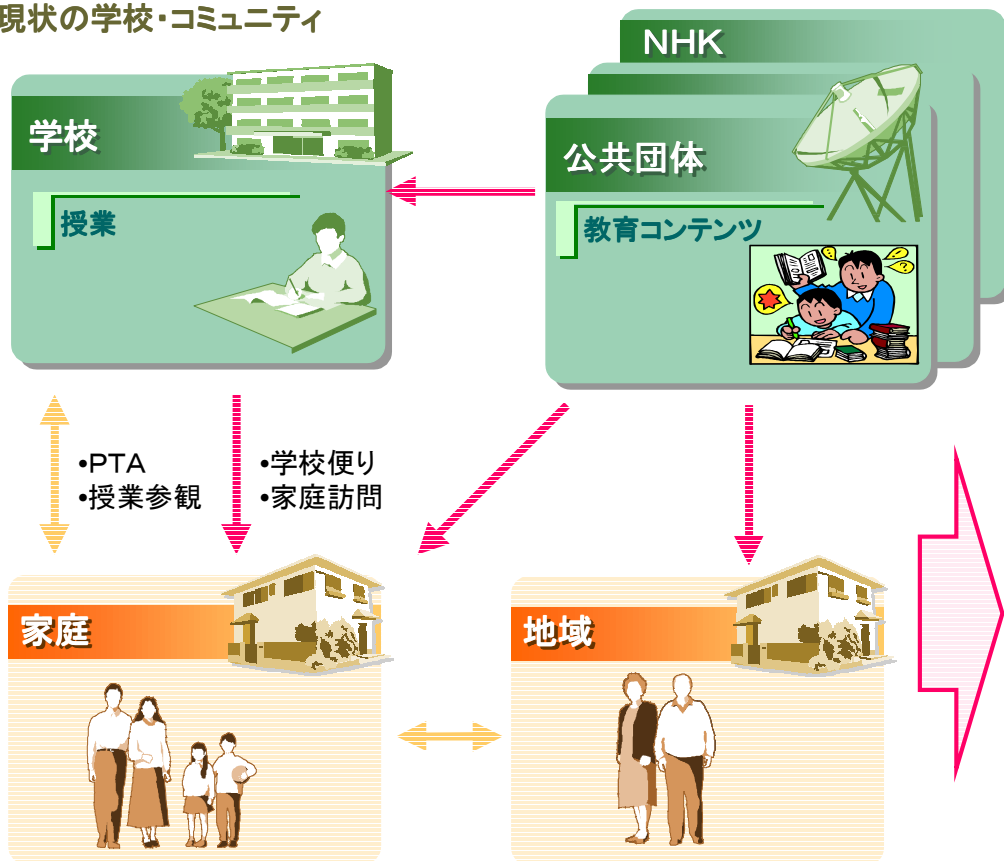 現状の学校・コミュニティ
NHK
学校
公共団体
授業
教育コンテンツ
•PTA
•授業参観
•学校便り
•家庭訪問
家庭
地域